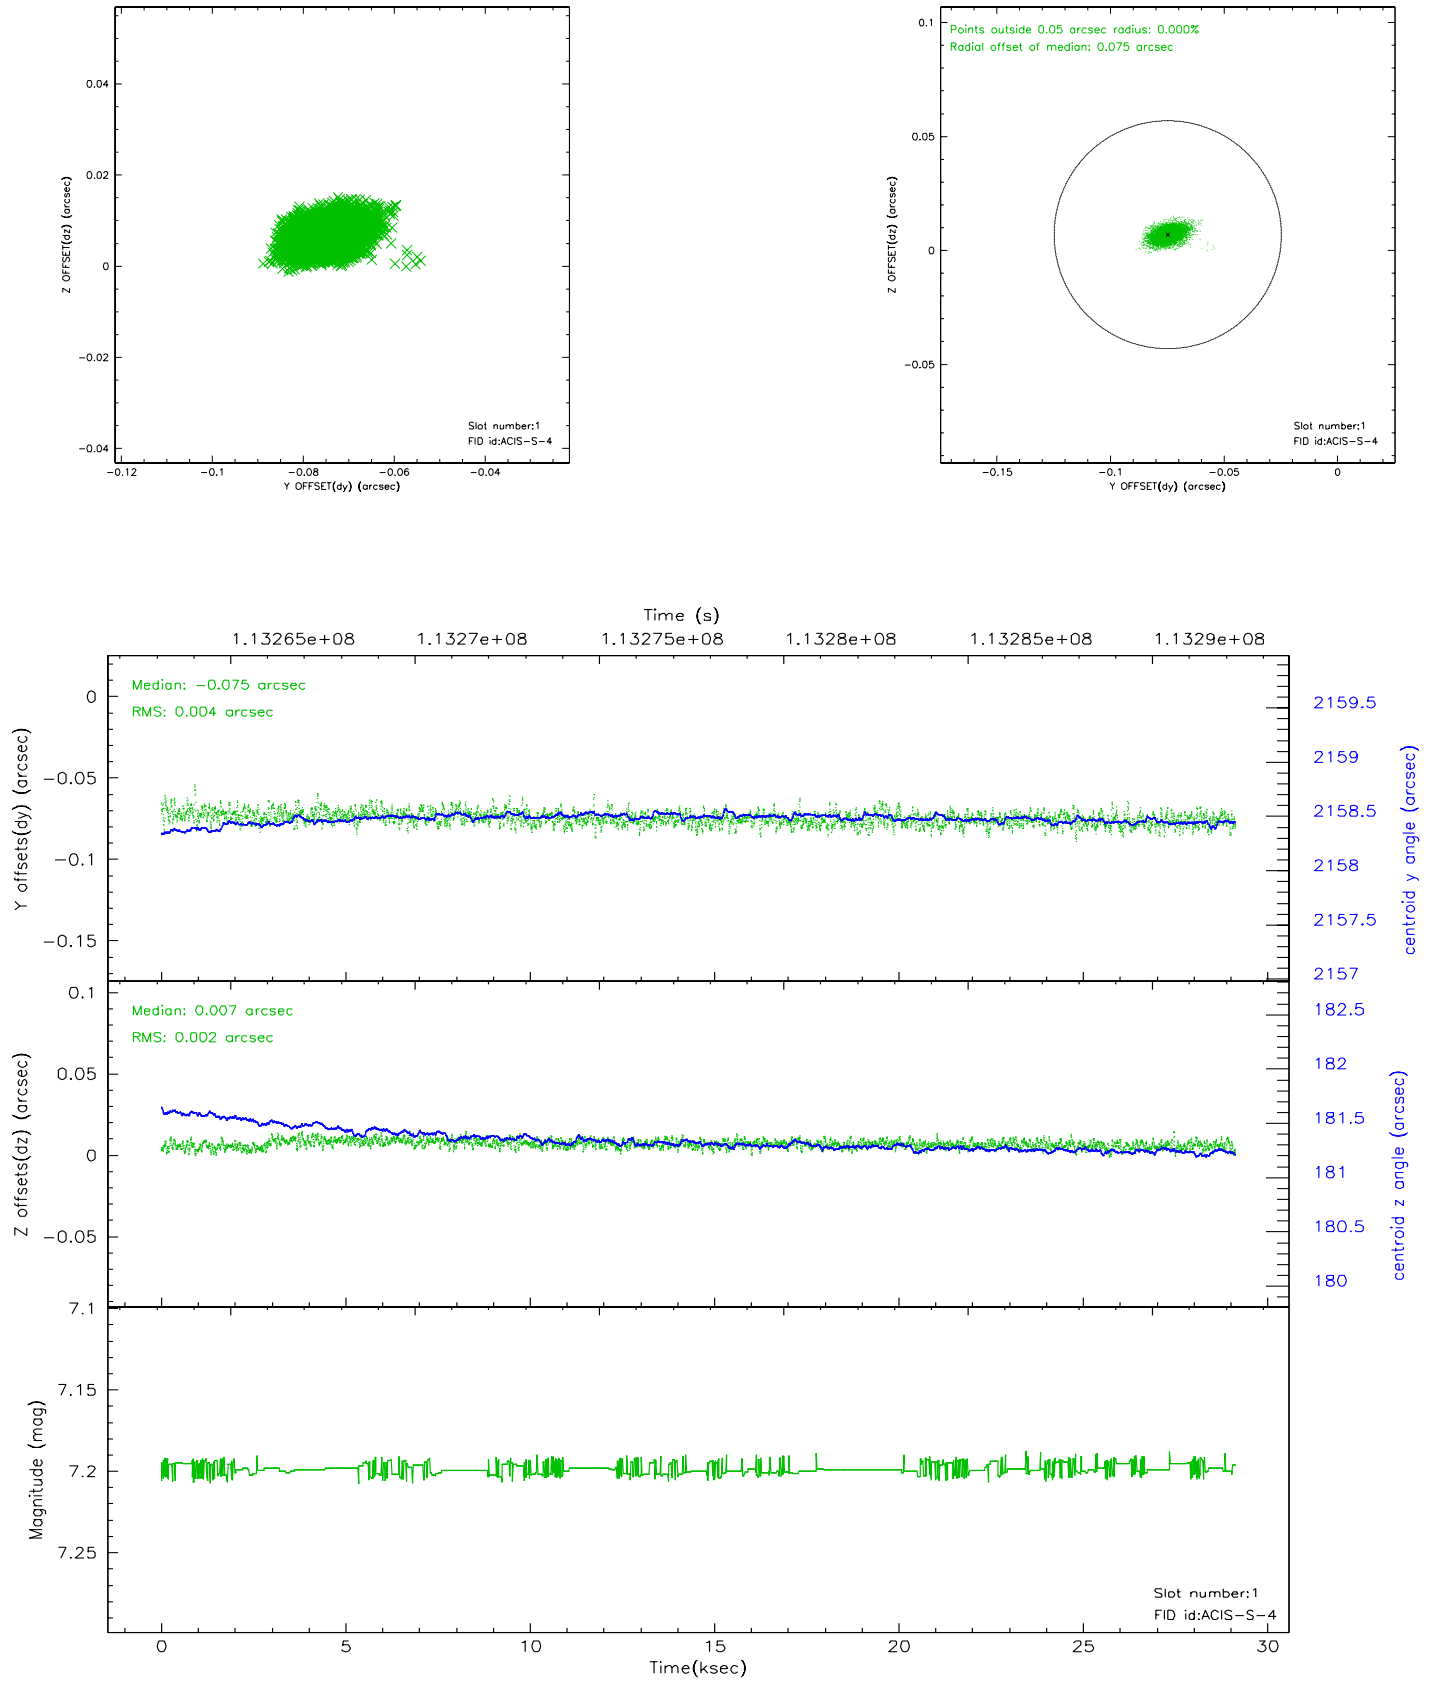 0.04
0.02
0
−0.02
−0.04
Z OFFSET(dz) (arcsec)
−0.12 −0.1 −0.08 −0.06 −0.04
Y OFFSET(dy) (arcsec)
Slot number:1
FID id:ACIS−S−4
Points outside 0.05 arcsec radius: 0.000%
Radial offset of median: 0.075 arcsec
0.1
0.05
0
−0.05
Z OFFSET(dz) (arcsec)
−0.15 −0.1 −0.05 0
Y OFFSET(dy) (arcsec)
Slot number:1
FID id:ACIS−S−4
Time (s)
1.13265e+08 1.1327e+08 1.13275e+08 1.1328e+08 1.13285e+08 1.1329e+08
Median: −0.075 arcsec
RMS: 0.004 arcsec
0
−0.05
−0.1
−0.15
Y offsets(dy) (arcsec)
2159.5
2159
2158.5
2158
2157.5
2157
centroid y angle (arcsec)
Median: 0.007 arcsec
RMS: 0.002 arcsec
0.1
0.05
0
−0.05
Z offsets(dz) (arcsec)
182.5
182
181.5
181
180.5
180
centroid z angle (arcsec)
7.1
7.15
7.2
7.25
Magnitude (mag)
Slot number:1
FID id:ACIS−S−4
0 5 10 15 20 25 30
Time(ksec)